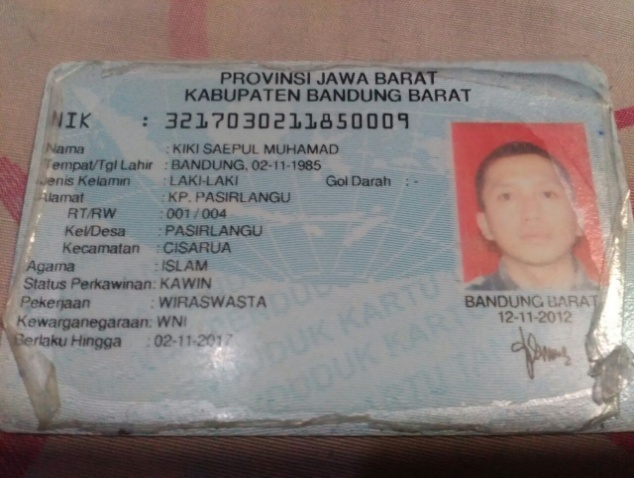 PROVINSI JAWA BARAT
KABUPATEN BANDUNG BARAT
NIK : 3217030211850009
Nama : KIKI SAEPUL MUHAMAD
Tempat/Tgl Lahir : BANDUNG, 02-11-1985
Jenis Kelamin : LAKI-LAKI Gol Darah : -
Alamat : KP. PASIRLANGU
RT/RW : 001 / 004
Kel/Desa : PASIRLANGU
Kecamatan : CISARUA
Agama : ISLAM
Status Perkawinan: KAWIN
Pekerjaan : WIRASWASTA
Kewarganegaraan: WNI
Berlaku Hingga : 02-11-2017
BANDUNG BARAT
12-11-2012